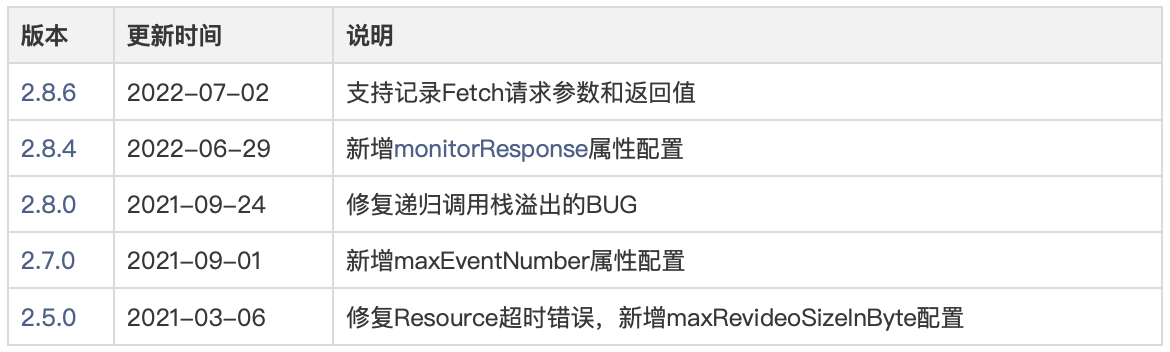 版本 更新时间 说明
2.8.6 2022-07-02 支持记录Fetch请求参数和返回值
2.8.4 2022-06-29 新增monitorResponse属性配置
2.8.0 2021-09-24 修复递归调用栈溢出的BUG
2.7.0 2021-09-01 新增maxEventNumber属性配置
2.5.0 2021-03-06 修复Resource超时错误，新增maxRevideoSizeInByte配置